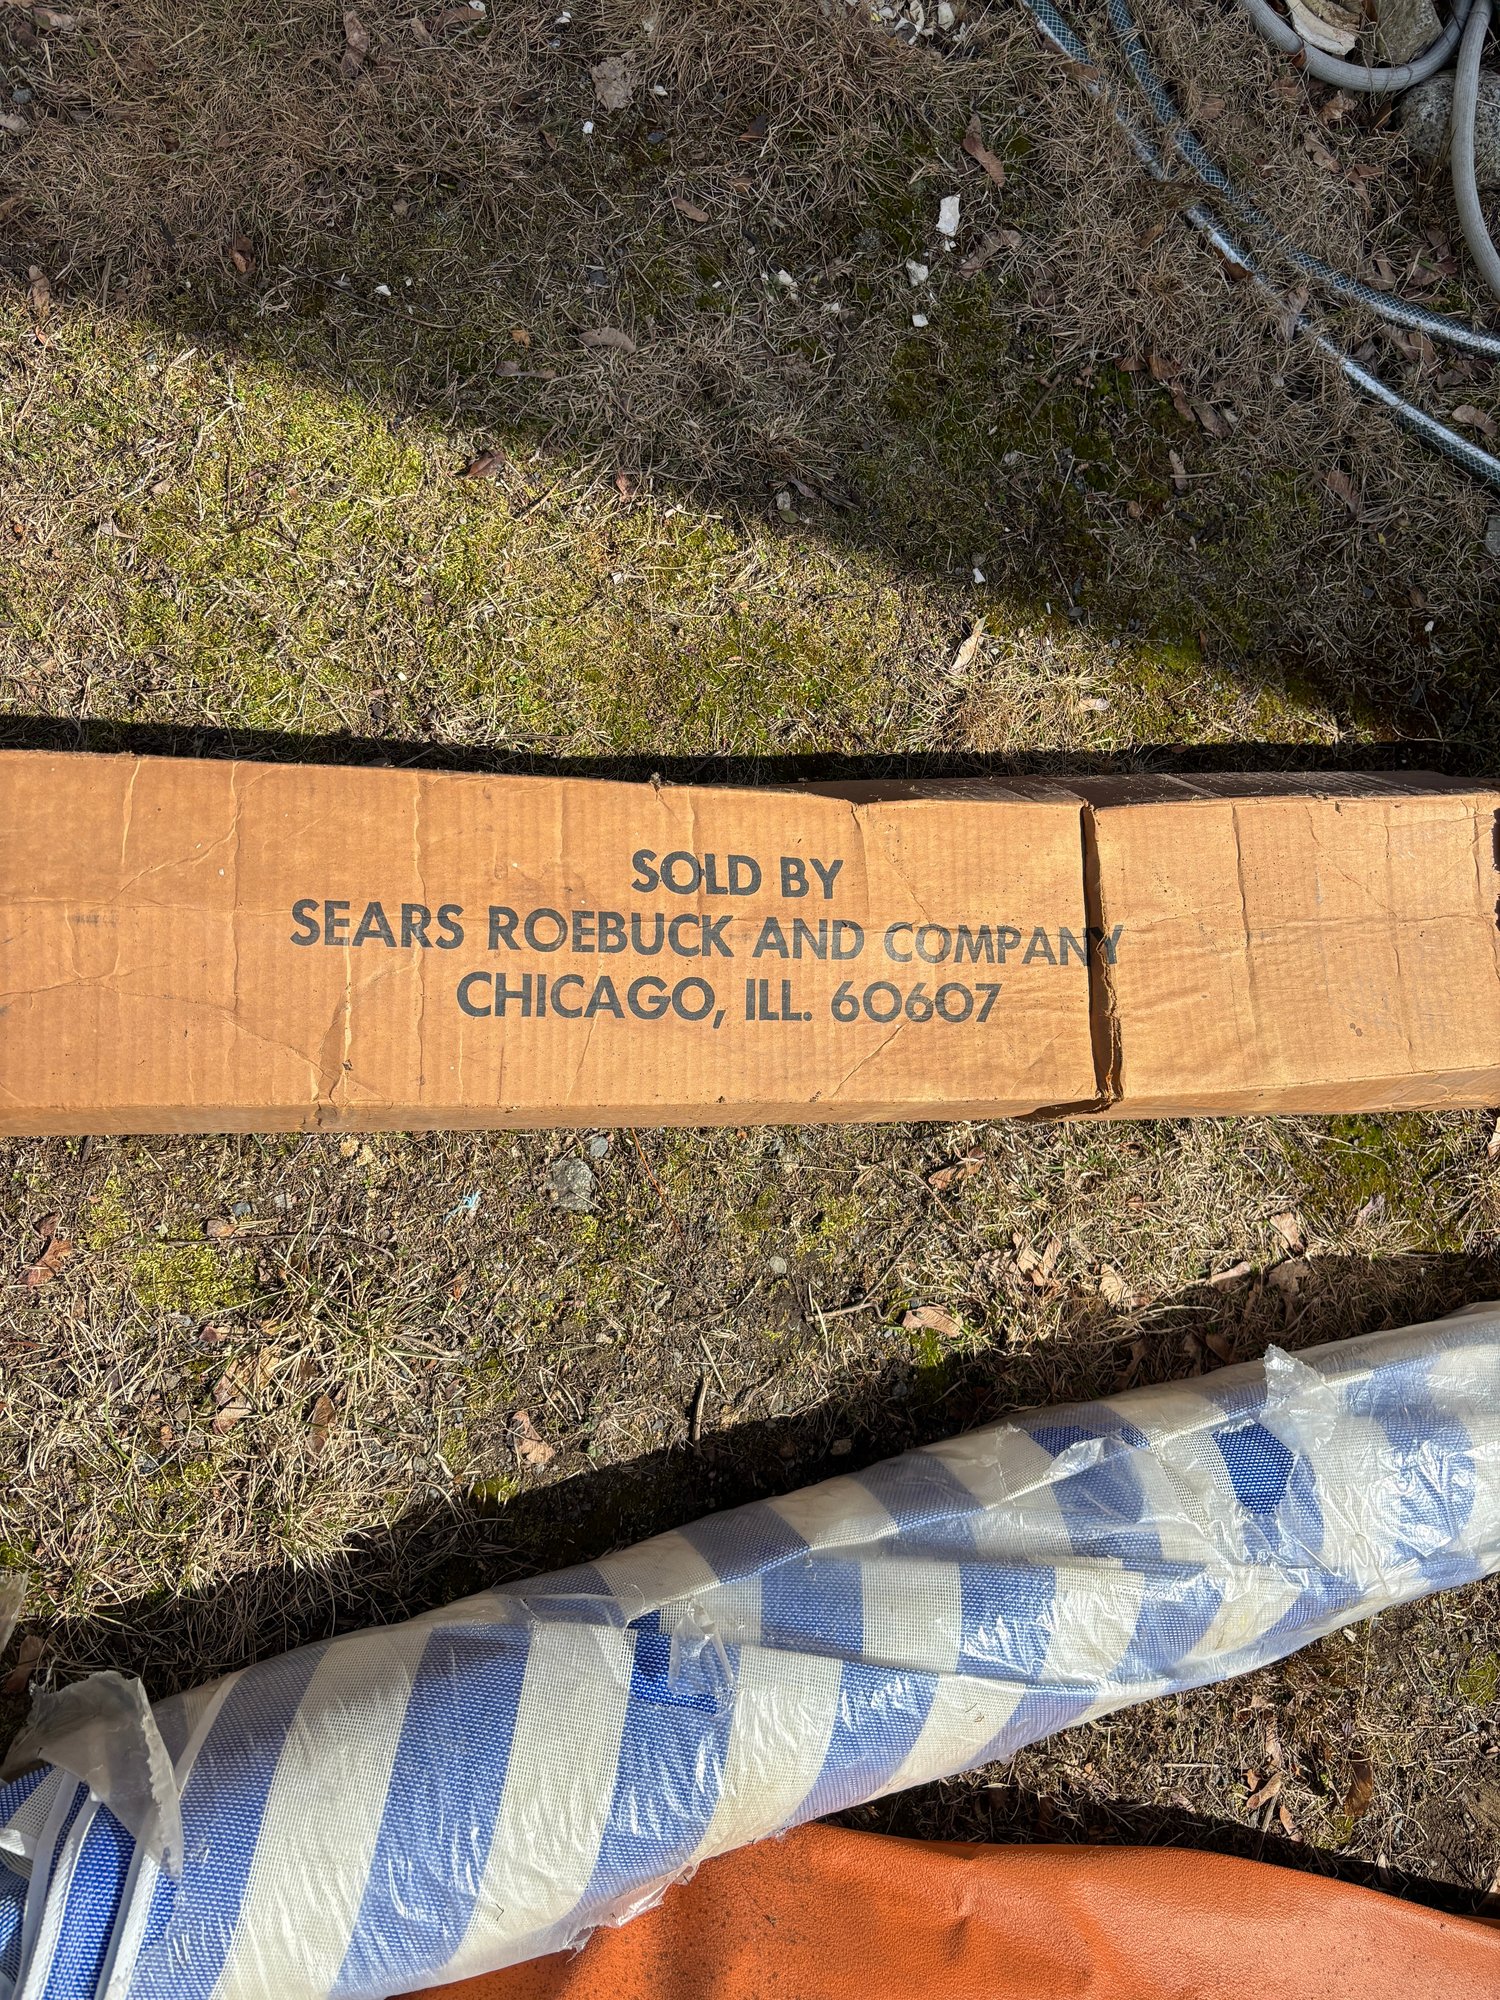 SOLD BY
SEARS ROEBUCK AND COMPANY
CHICAGO, ILL. 60607